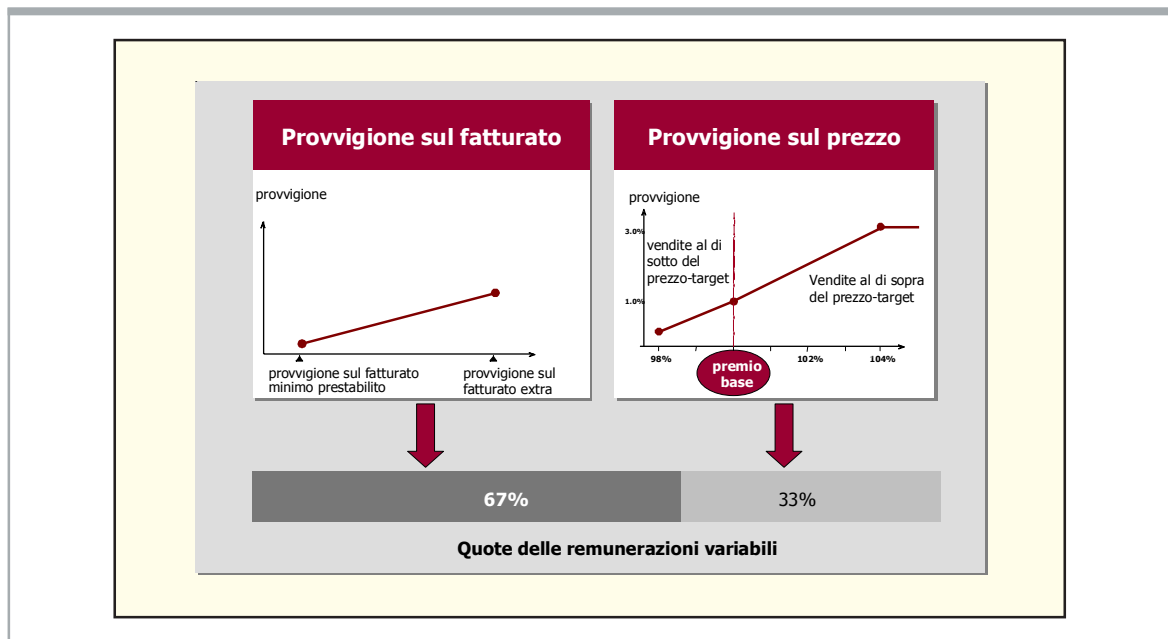 Provvigione sul fatturato
provvigione
provvigione sul fatturato
minimo prestabilito
provvigione sul
fatturato extra
Provvigione sul prezzo
provvigione
3.0%
vendite al di
sotto del
prezzo-target
Vendite al di sopra
del prezzo-target
1.0%
98%
102%
104%
premio
base
67%
33%
Quote delle remunerazioni variabili